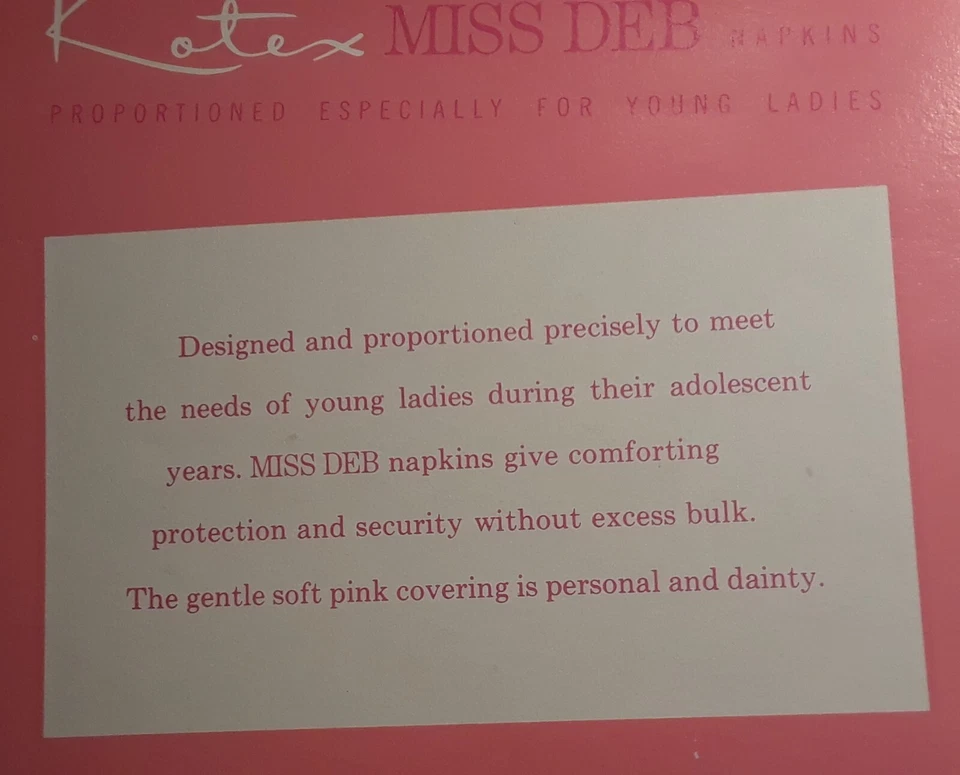 Kotex MISS DEB NAPKINS
PROPORTIONED ESPECIALLY FOR YOUNG LADIES
Designed and proportioned precisely to meet
the needs of young ladies during their adolescent
years. MISS DEB napkins give comforting
protection and security without excess bulk.
The gentle soft pink covering is personal and dainty.